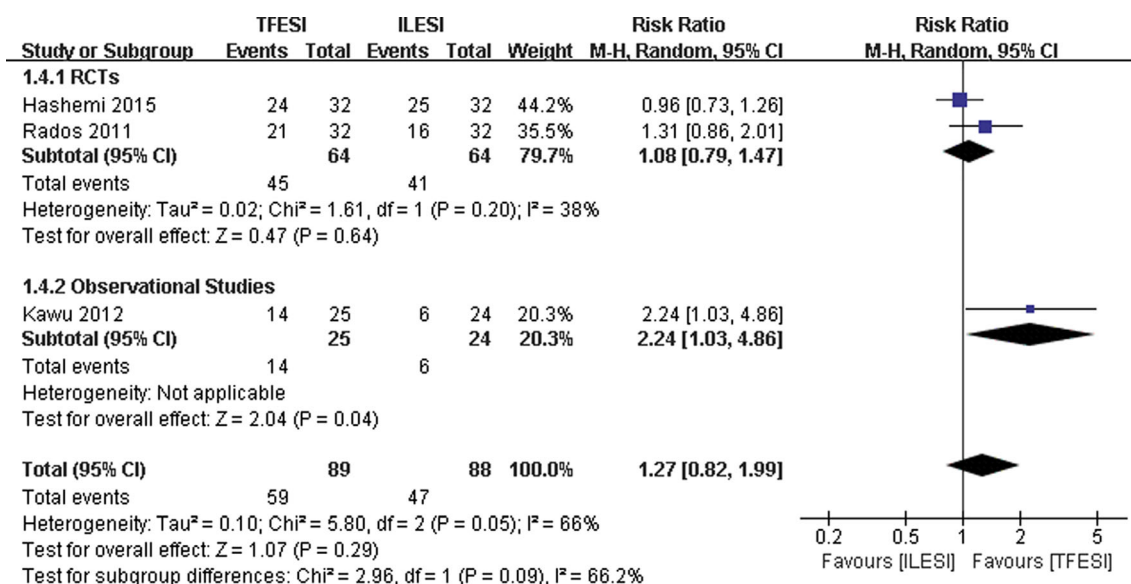 TFESI ILESI Risk Ratio Risk Ratio
Study or Subgroup Events Total Events Total Weight M-H, Random, 95% CI M-H, Random, 95% CI
1.4.1 RCTs
Hashemi 2015 24 32 25 32 44.2% 0.96 [0.73, 1.26]
Rados 2011 21 32 16 32 35.5% 1.31 [0.86, 2.01]
Subtotal (95% CI) 64 64 79.7% 1.08 [0.79, 1.47]
Total events 45 41
Heterogeneity: Tau² = 0.02; Chi² = 1.61, df = 1 (P = 0.20); I² = 38%
Test for overall effect: Z = 0.47 (P = 0.64)
1.4.2 Observational Studies
Kawu 2012 14 25 6 24 20.3% 2.24 [1.03, 4.86]
Subtotal (95% CI) 25 24 20.3% 2.24 [1.03, 4.86]
Total events 14 6
Heterogeneity: Not applicable
Test for overall effect: Z = 2.04 (P = 0.04)
Total (95% CI) 89 88 100.0% 1.27 [0.82, 1.99]
Total events 59 47
Heterogeneity: Tau² = 0.10; Chi² = 5.80, df = 2 (P = 0.05); I² = 66%
Test for overall effect: Z = 1.07 (P = 0.29)
Test for subgroup differences: Chi² = 2.96, df = 1 (P = 0.09), I² = 66.2%
0.2 0.5 1 2 5
Favours [ILESI] Favours [TFESI]